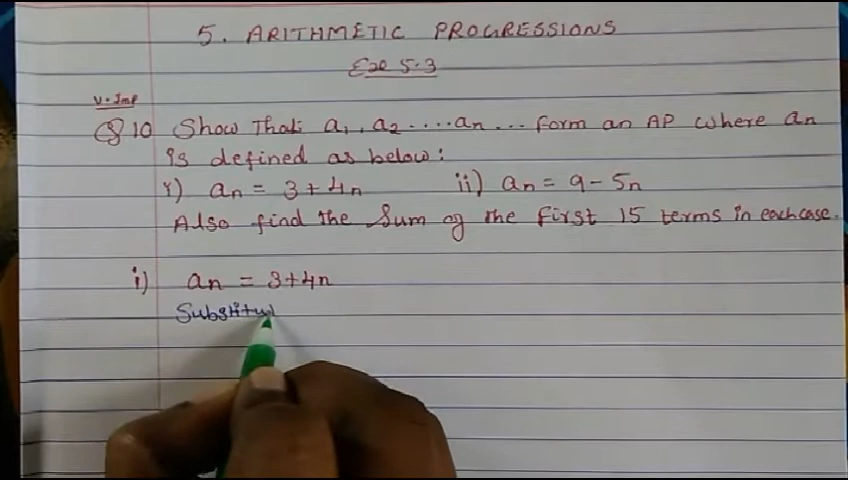 5. ARITHMETIC PROGRESSIONS
Exe 5.3
V. Imp
Q 10 Show That a₁, a₂ ....an ... form an AP where an
is defined as below:
i) an = 3+4n ii) an = 9-5n
Also find the Sum of the first 15 terms in each case.
i) an = 3+4n
Substitu